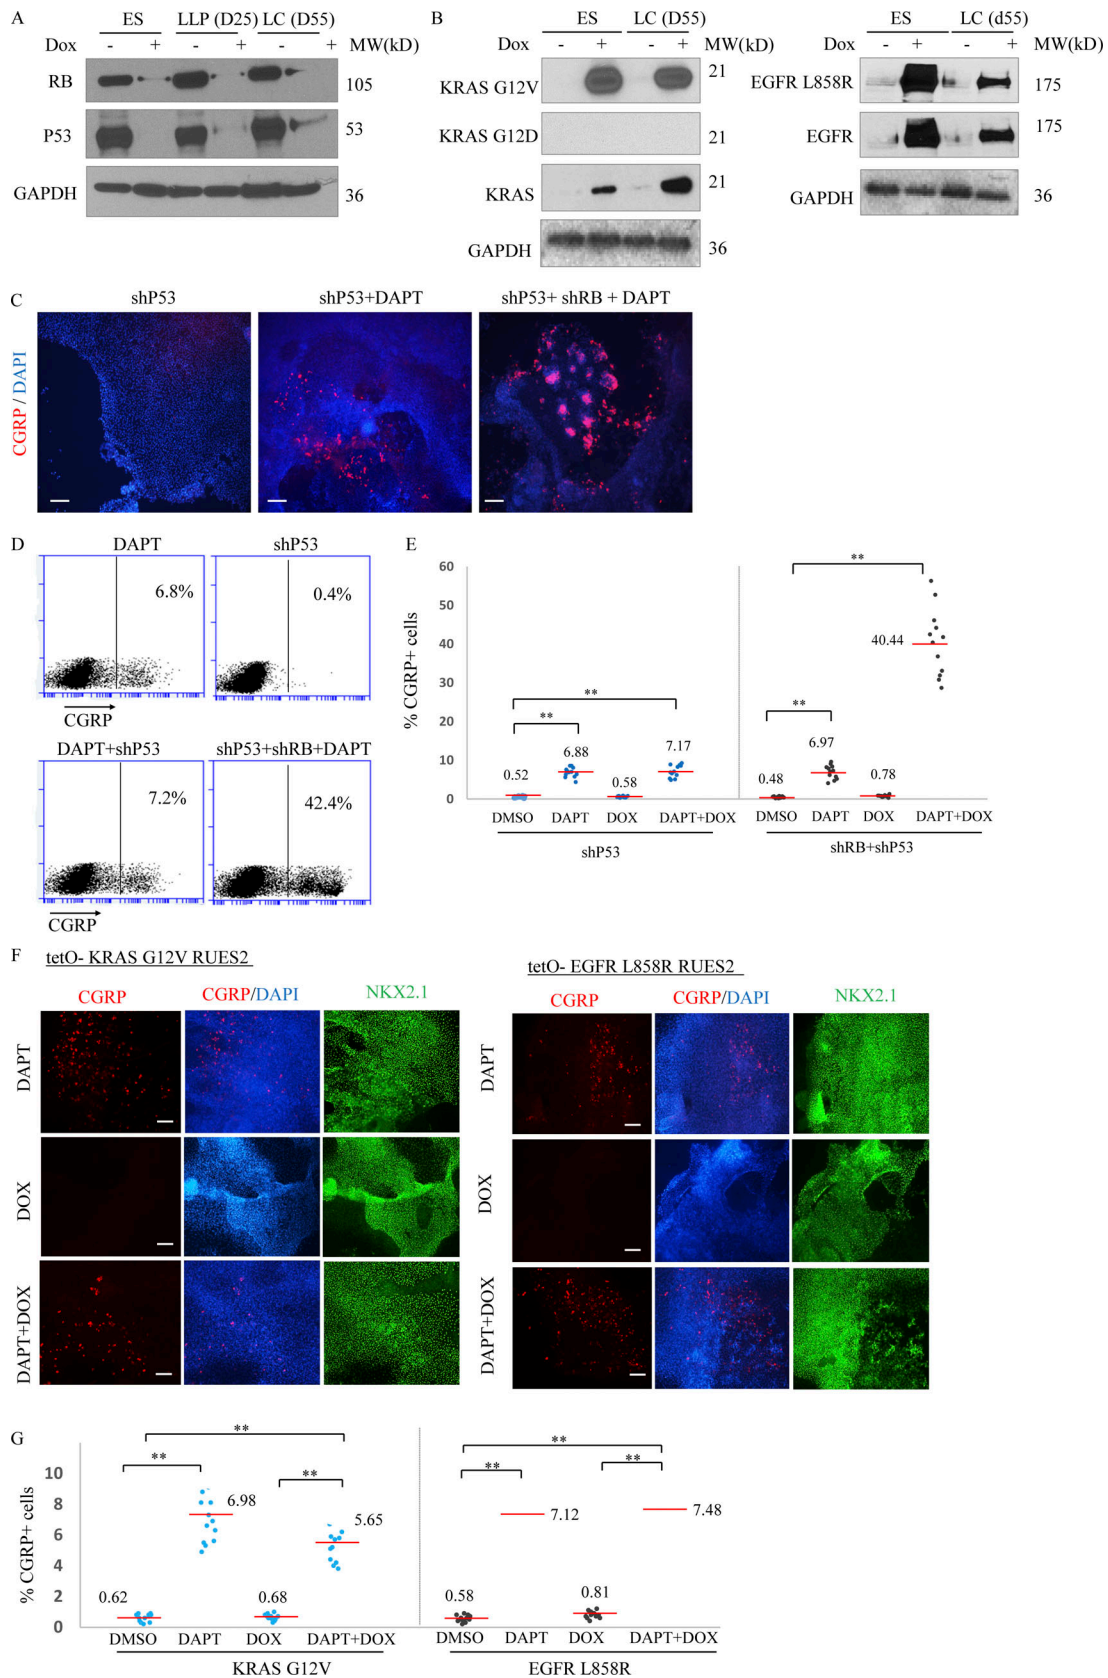 A
ES LLP (D25) LC (D55)
Dox - + - + - + MW(kD)
RB 105
P53 53
GAPDH 36
B
ES LC (D55)
Dox - + - + MW(kD)
KRAS G12V 21
KRAS G12D 21
KRAS 21
GAPDH 36
ES LC (d55)
Dox - + - + MW(kD)
EGFR L858R 175
EGFR 175
GAPDH 36
C
shP53 shP53+DAPT shP53+ shRB + DAPT
CGRP / DAPI
D
DAPT shP53
6.8% 0.4%
CGRP
DAPT+shP53 shP53+shRB+DAPT
7.2% 42.4%
CGRP
E
% CGRP+ cells
60
50
40
30
20
10
0
** ** ** **
0.52 6.88 0.58 7.17 0.48 6.97 0.78 40.44
DMSO DAPT DOX DAPT+DOX DMSO DAPT DOX DAPT+DOX
shP53 shRB+shP53
F
tetO- KRAS G12V RUES2
CGRP CGRP/DAPI NKX2.1
DAPT
DOX
DAPT+DOX
tetO- EGFR L858R RUES2
CGRP CGRP/DAPI NKX2.1
DAPT
DOX
DAPT+DOX
G
% CGRP+ cells
10
8
6
4
2
0
** ** ** ** ** **
0.62 6.98 0.68 5.65 0.58 7.12 0.81 7.48
DMSO DAPT DOX DAPT+DOX DMSO DAPT DOX DAPT+DOX
KRAS G12V EGFR L858R